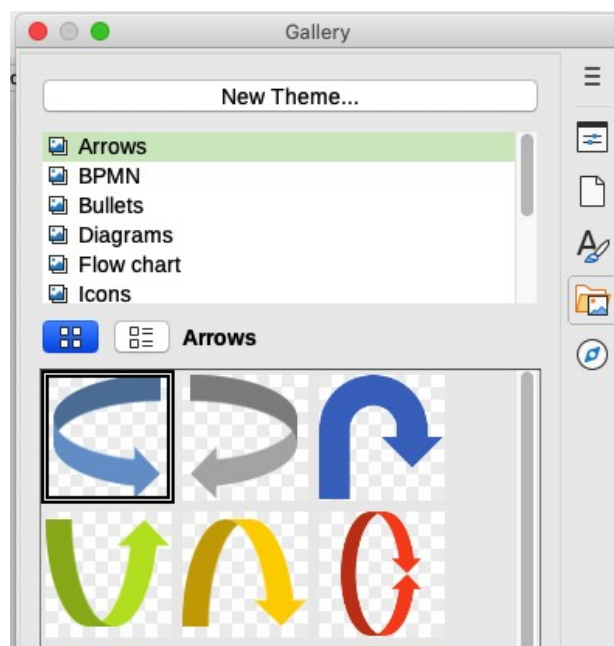 Gallery
New Theme...
Arrows
BPMN
Bullets
Diagrams
Flow chart
Icons
Arrows